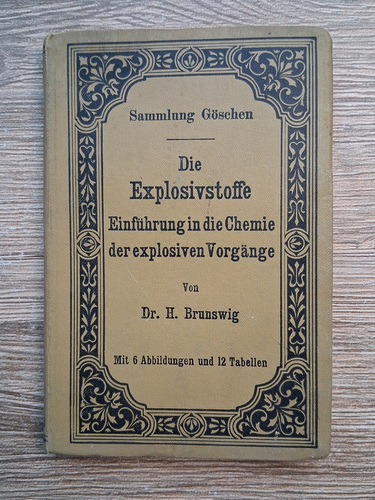 Sammlung Göschen
Die
Explosivstoffe
Einführung in die Chemie
der explosiven Vorgänge
Von
Dr. H. Brunswig
Mit 6 Abbildungen und 12 Tabellen